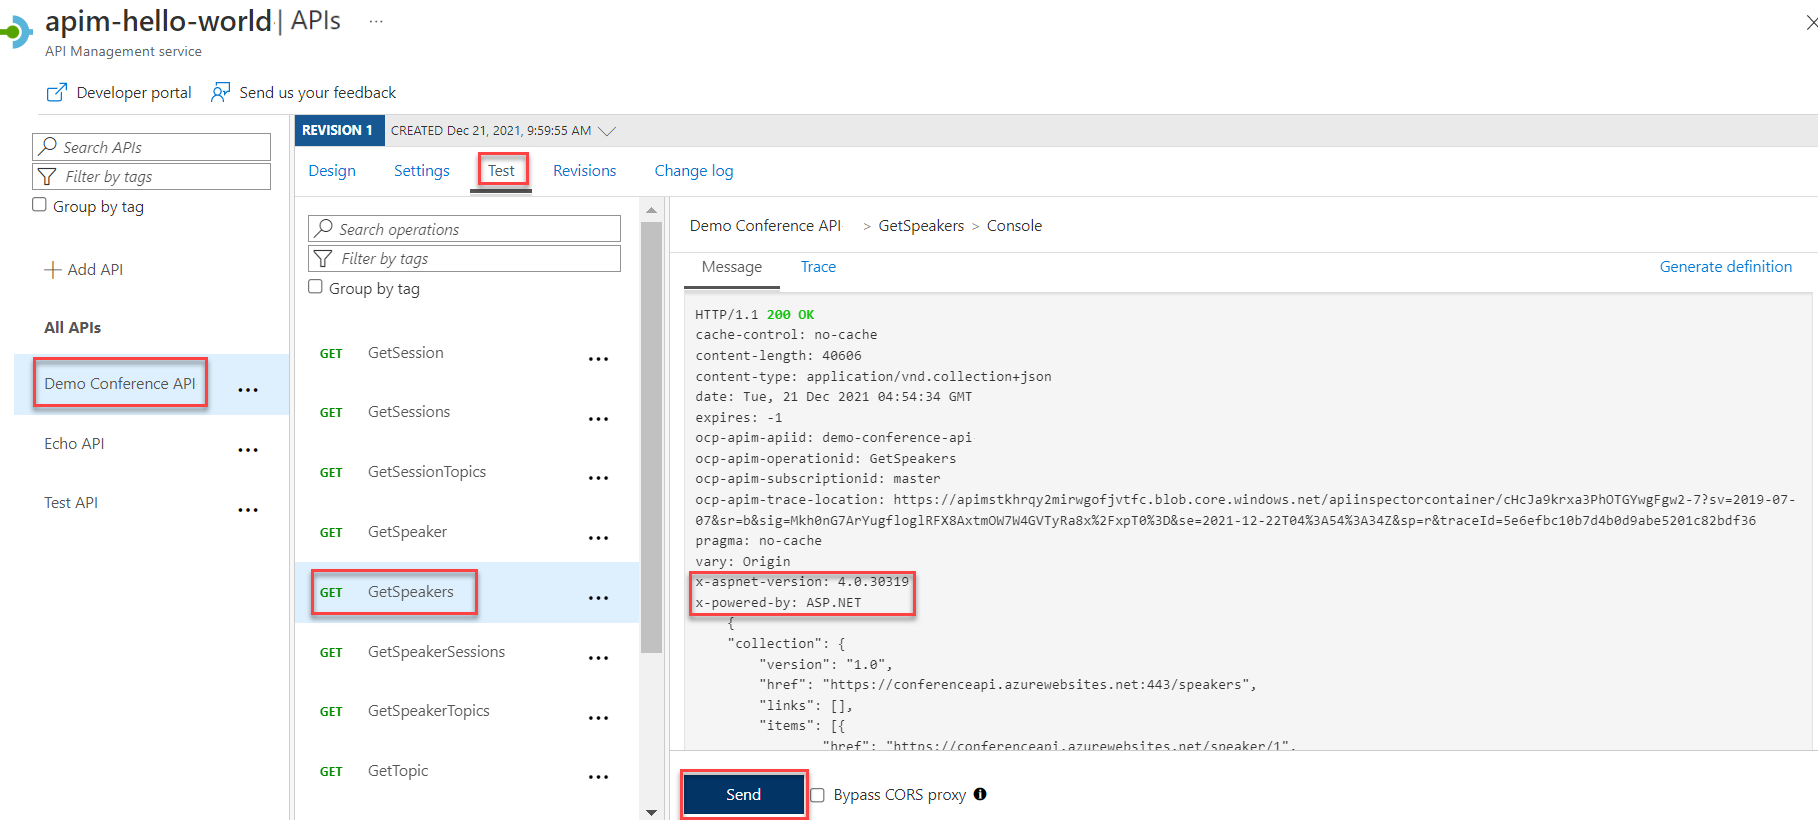 apim-hello-world | APIs ...
API Management service
Developer portal
Send us your feedback
Search APIs
Filter by tags
Group by tag
Add API
All APIs
Demo Conference API
Echo API
Test API
REVISION 1 CREATED Dec 21, 2021, 9:59:55 AM
Design Settings Test Revisions Change log
Search operations
Filter by tags
Group by tag
GET GetSession
GET GetSessions
GET GetSessionTopics
GET GetSpeaker
GET GetSpeakers
GET GetSpeakerSessions
GET GetSpeakerTopics
GET GetTopic
Demo Conference API > GetSpeakers > Console
Message Trace Generate definition
HTTP/1.1 200 OK
cache-control: no-cache
content-length: 40606
content-type: application/vnd.collection+json
date: Tue, 21 Dec 2021 04:54:34 GMT
expires: -1
ocp-apim-apiid: demo-conference-api
ocp-apim-operationid: GetSpeakers
ocp-apim-subscriptionid: master
ocp-apim-trace-location: https://apimstkhrqy2mirwgofjvtfc.blob.core.windows.net/apiinspectorcontainer/cHcJa9krxa3PhOTGYwgFgw2-7?sv=2019-07-
07&sr=b&sig=Mkh0nG7ArYugfloglRFX8AxtmOW7W4GVTyRa8x%2FxpT0%3D&se=2021-12-22T04%3A54%3A34Z&sp=r&traceId=5e6efbc10b7d4b0d9abe5201c82bdf36
pragma: no-cache
vary: Origin
x-aspnet-version: 4.0.30319
x-powered-by: ASP.NET
{
"collection": {
"version": "1.0",
"href": "https://conferenceapi.azurewebsites.net:443/speakers",
"links": [],
"items": [{
"href": "https://conferenceapi.azurewebsites.net/speaker/1",
Send
Bypass CORS proxy